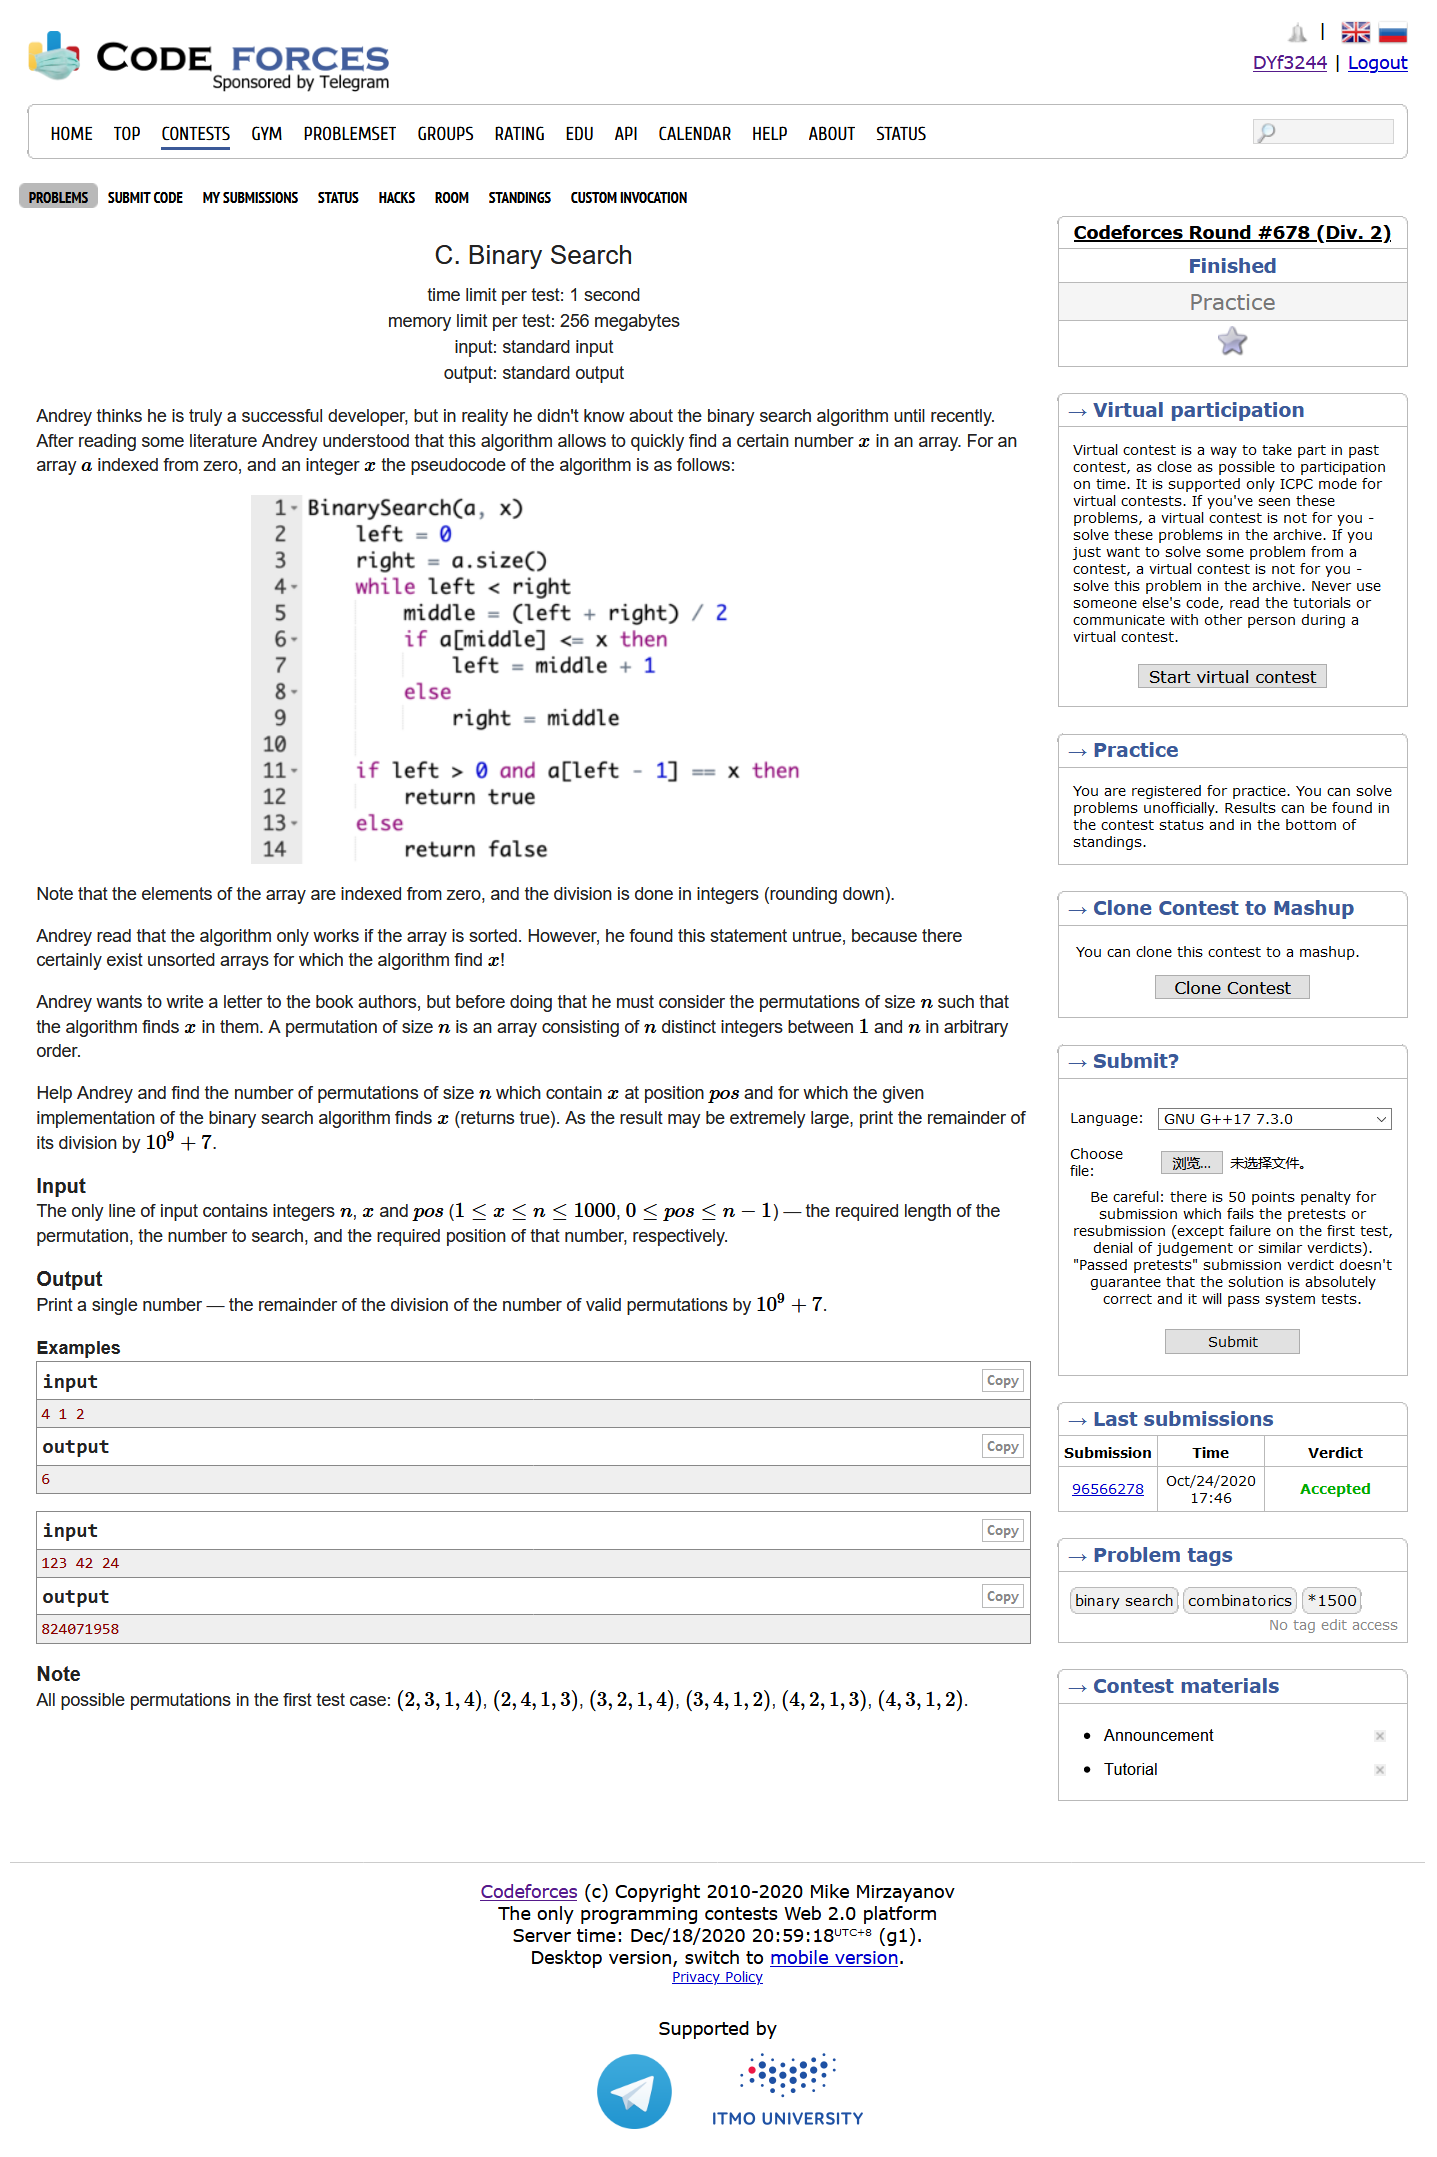 CODE FORCES
Sponsored by Telegram
|
DYf3244 | Logout
HOME TOP CONTESTS GYM PROBLEMSET GROUPS RATING EDU API CALENDAR HELP ABOUT STATUS
PROBLEMS SUBMIT CODE MY SUBMISSIONS STATUS HACKS ROOM STANDINGS CUSTOM INVOCATION
C. Binary Search
time limit per test: 1 second
memory limit per test: 256 megabytes
input: standard input
output: standard output
Andrey thinks he is truly a successful developer, but in reality he didn't know about the binary search algorithm until recently.
After reading some literature Andrey understood that this algorithm allows to quickly find a certain number x in an array. For an
array a indexed from zero, and an integer x the pseudocode of the algorithm is as follows:
1 BinarySearch(a, x)
2 left = 0
3 right = a.size()
4 while left < right
5 middle = (left + right) / 2
6 if a[middle] <= x then
7 left = middle + 1
8 else
9 right = middle
10
11 if left > 0 and a[left - 1] == x then
12 return true
13 else
14 return false
Note that the elements of the array are indexed from zero, and the division is done in integers (rounding down).
Andrey read that the algorithm only works if the array is sorted. However, he found this statement untrue, because there
certainly exist unsorted arrays for which the algorithm find x!
Andrey wants to write a letter to the book authors, but before doing that he must consider the permutations of size n such that
the algorithm finds x in them. A permutation of size n is an array consisting of n distinct integers between 1 and n in arbitrary
order.
Help Andrey and find the number of permutations of size n which contain x at position pos and for which the given
implementation of the binary search algorithm finds x (returns true). As the result may be extremely large, print the remainder of
its division by 10⁹ + 7.
Input
The only line of input contains integers n, x and pos (1 ≤ x ≤ n ≤ 1000, 0 ≤ pos ≤ n − 1) — the required length of the
permutation, the number to search, and the required position of that number, respectively.
Output
Print a single number — the remainder of the division of the number of valid permutations by 10⁹ + 7.
Examples
input Copy
4 1 2
output Copy
6
input Copy
123 42 24
output Copy
824071958
Note
All possible permutations in the first test case: (2, 3, 1, 4), (2, 4, 1, 3), (3, 2, 1, 4), (3, 4, 1, 2), (4, 2, 1, 3), (4, 3, 1, 2).
Codeforces Round #678 (Div. 2)
Finished
Practice
→ Virtual participation
Virtual contest is a way to take part in past
contest, as close as possible to participation
on time. It is supported only ICPC mode for
virtual contests. If you've seen these
problems, a virtual contest is not for you -
solve these problems in the archive. If you
just want to solve some problem from a
contest, a virtual contest is not for you -
solve this problem in the archive. Never use
someone else's code, read the tutorials or
communicate with other person during a
virtual contest.
Start virtual contest
→ Practice
You are registered for practice. You can solve
problems unofficially. Results can be found in
the contest status and in the bottom of
standings.
→ Clone Contest to Mashup
You can clone this contest to a mashup.
Clone Contest
→ Submit?
Language: GNU G++17 7.3.0
Choose
file: 浏览... 未选择文件。
Be careful: there is 50 points penalty for
submission which fails the pretests or
resubmission (except failure on the first test,
denial of judgement or similar verdicts).
"Passed pretests" submission verdict doesn't
guarantee that the solution is absolutely
correct and it will pass system tests.
Submit
→ Last submissions
Submission Time Verdict
96566278 Oct/24/2020
17:46 Accepted
→ Problem tags
binary search combinatorics *1500
No tag edit access
→ Contest materials
• Announcement
• Tutorial
Codeforces (c) Copyright 2010-2020 Mike Mirzayanov
The only programming contests Web 2.0 platform
Server time: Dec/18/2020 20:59:18 UTC+8 (g1).
Desktop version, switch to mobile version.
Privacy Policy
Supported by
ITMO UNIVERSITY